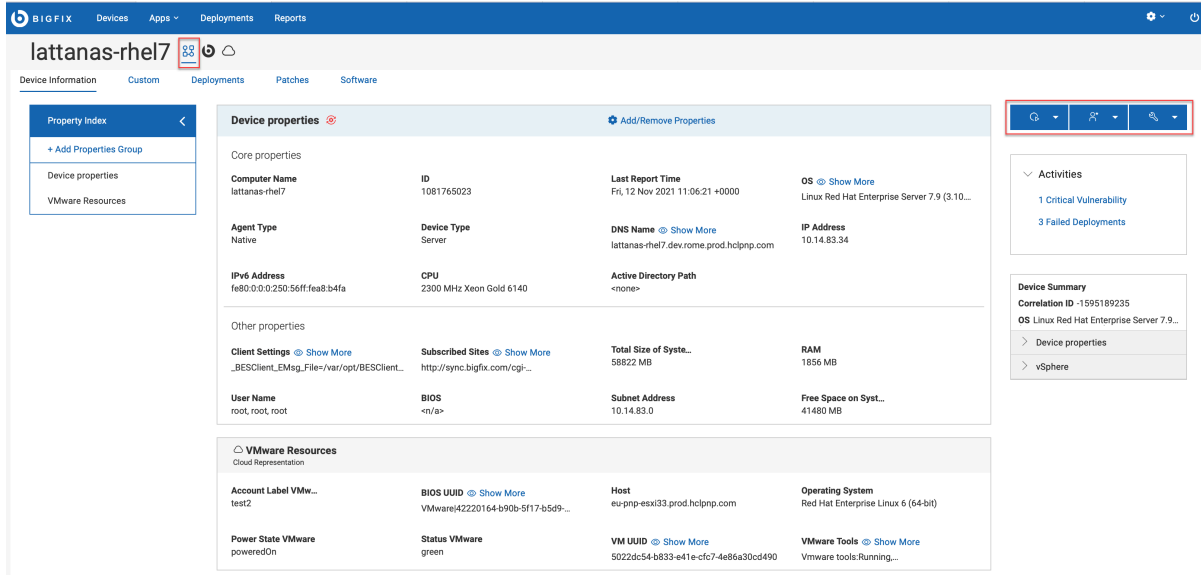 BIGFIX Devices Apps Deployments Reports
lattanas-rhel7
Device Information Custom Deployments Patches Software
Property Index
+ Add Properties Group
Device properties
VMware Resources
Device properties Add/Remove Properties
Core properties
Computer Name ID Last Report Time OS Show More
lattanas-rhel7 1081765023 Fri, 12 Nov 2021 11:06:21 +0000 Linux Red Hat Enterprise Server 7.9 (3.10....
Agent Type Device Type DNS Name Show More IP Address
Native Server lattanas-rhel7.dev.rome.prod.hclpnp.com 10.14.83.34
IPv6 Address CPU Active Directory Path
fe80:0:0:0:250:56ff:fea8:b4fa 2300 MHz Xeon Gold 6140 <none>
Other properties
Client Settings Show More Subscribed Sites Show More Total Size of Syste... RAM
_BESClient_EMsg_File=/var/opt/BESClient... http://sync.bigfix.com/cgi-... 58822 MB 1856 MB
User Name BIOS Subnet Address Free Space on Syst...
root, root, root <n/a> 10.14.83.0 41480 MB
VMware Resources
Cloud Representation
Account Label VMw... BIOS UUID Show More Host Operating System
test2 VMware|42220164-b90b-5f17-b5d9-... eu-pnp-esxi33.prod.hclpnp.com Red Hat Enterprise Linux 6 (64-bit)
Power State VMware Status VMware VM UUID Show More VMware Tools Show More
poweredOn green 5022dc54-b833-e41e-cfc7-4e86a30cd490 Vmware tools:Running,...
Activities
1 Critical Vulnerability
3 Failed Deployments
Device Summary
Correlation ID -1595189235
OS Linux Red Hat Enterprise Server 7.9...
Device properties
vSphere